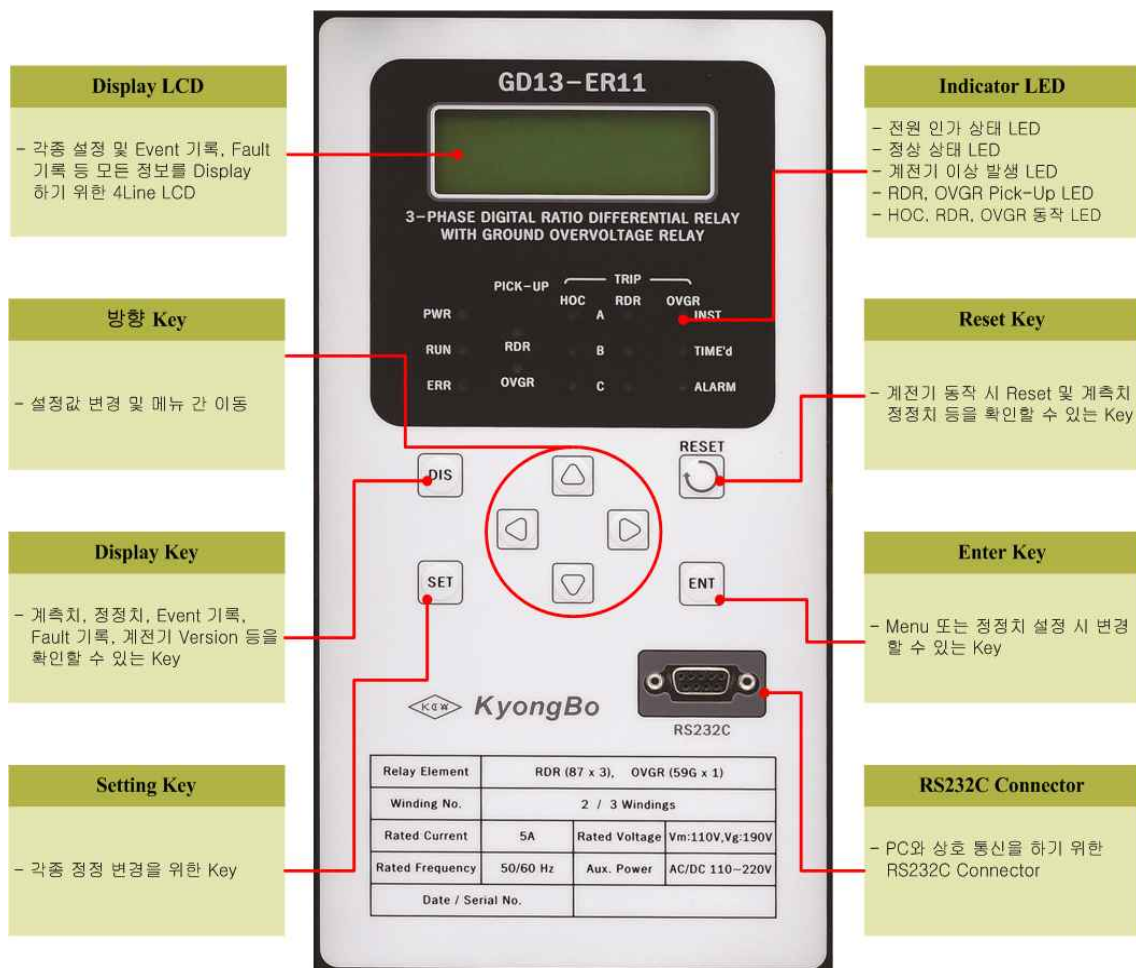 GD13-ER11
3-PHASE DIGITAL RATIO DIFFERENTIAL RELAY
WITH GROUND OVERVOLTAGE RELAY
PICK-UP
TRIP
HOC
RDR
OVGR
PWR
A
INST
RUN
RDR
B
TIME'd
ERR
OVGR
C
ALARM
DIS
RESET
SET
ENT
KyongBo
RS232C
Relay Element
RDR (87 x 3), OVGR (59G x 1)
Winding No.
2 / 3 Windings
Rated Current
5A
Rated Voltage
Vm:110V,Vg:190V
Rated Frequency
50/60 Hz
Aux. Power
AC/DC 110~220V
Date / Serial No.
Display LCD
- 각종 설정 및 Event 기록, Fault
기록 등 모든 정보를 Display
하기 위한 4Line LCD
방향 Key
- 설정값 변경 및 메뉴 간 이동
Display Key
- 계측치, 정정치, Event 기록,
Fault 기록, 계전기 Version 등을
확인할 수 있는 Key
Setting Key
- 각종 정정 변경을 위한 Key
Indicator LED
- 전원 인가 상태 LED
- 정상 상태 LED
- 계전기 이상 발생 LED
- RDR, OVGR Pick-Up LED
- HOC, RDR, OVGR 동작 LED
Reset Key
- 계전기 동작 시 Reset 및 계측치
정정치 등을 확인할 수 있는 Key
Enter Key
- Menu 또는 정정치 설정 시 변경
할 수 있는 Key
RS232C Connector
- PC와 상호 통신을 하기 위한
RS232C Connector